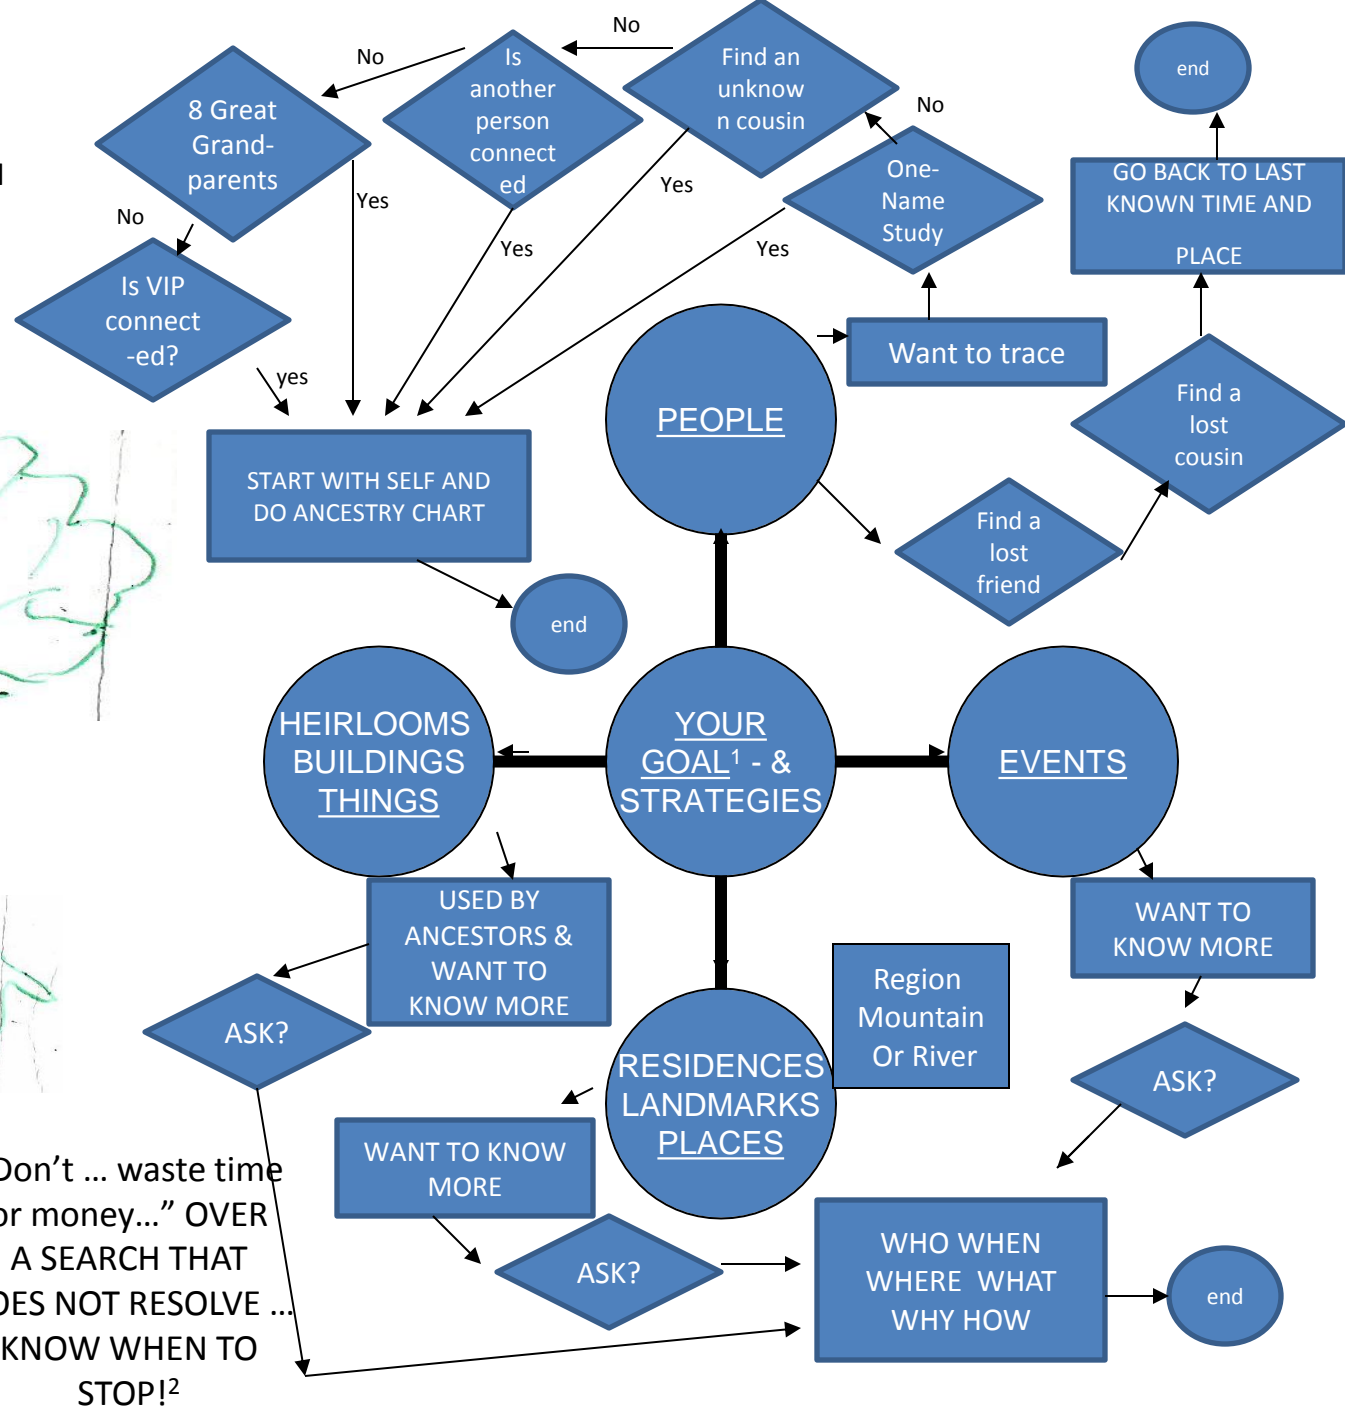 No
No
end
Is
another
person
connect
ed
Find an
unknow
n cousin
8 Great
Grand-
parents
No
One-
Name
Study
GO BACK TO LAST
KNOWN TIME AND
PLACE
Yes
Yes
No
Yes
Yes
Is VIP
connect
-ed?
Want to trace
yes
PEOPLE
Find a
lost
cousin
START WITH SELF AND
DO ANCESTRY CHART
Find a
lost
friend
end
HEIRLOOMS
BUILDINGS
THINGS
YOUR
GOAL¹ - &
STRATEGIES
EVENTS
USED BY
ANCESTORS &
WANT TO
KNOW MORE
WANT TO
KNOW MORE
Region
Mountain
Or River
ASK?
RESIDENCES
LANDMARKS
PLACES
ASK?
WANT TO KNOW
MORE
Don’t … waste time
or money…” OVER
A SEARCH THAT
DOES NOT RESOLVE …
KNOW WHEN TO
STOP!²
ASK?
WHO WHEN
WHERE WHAT
WHY HOW
end